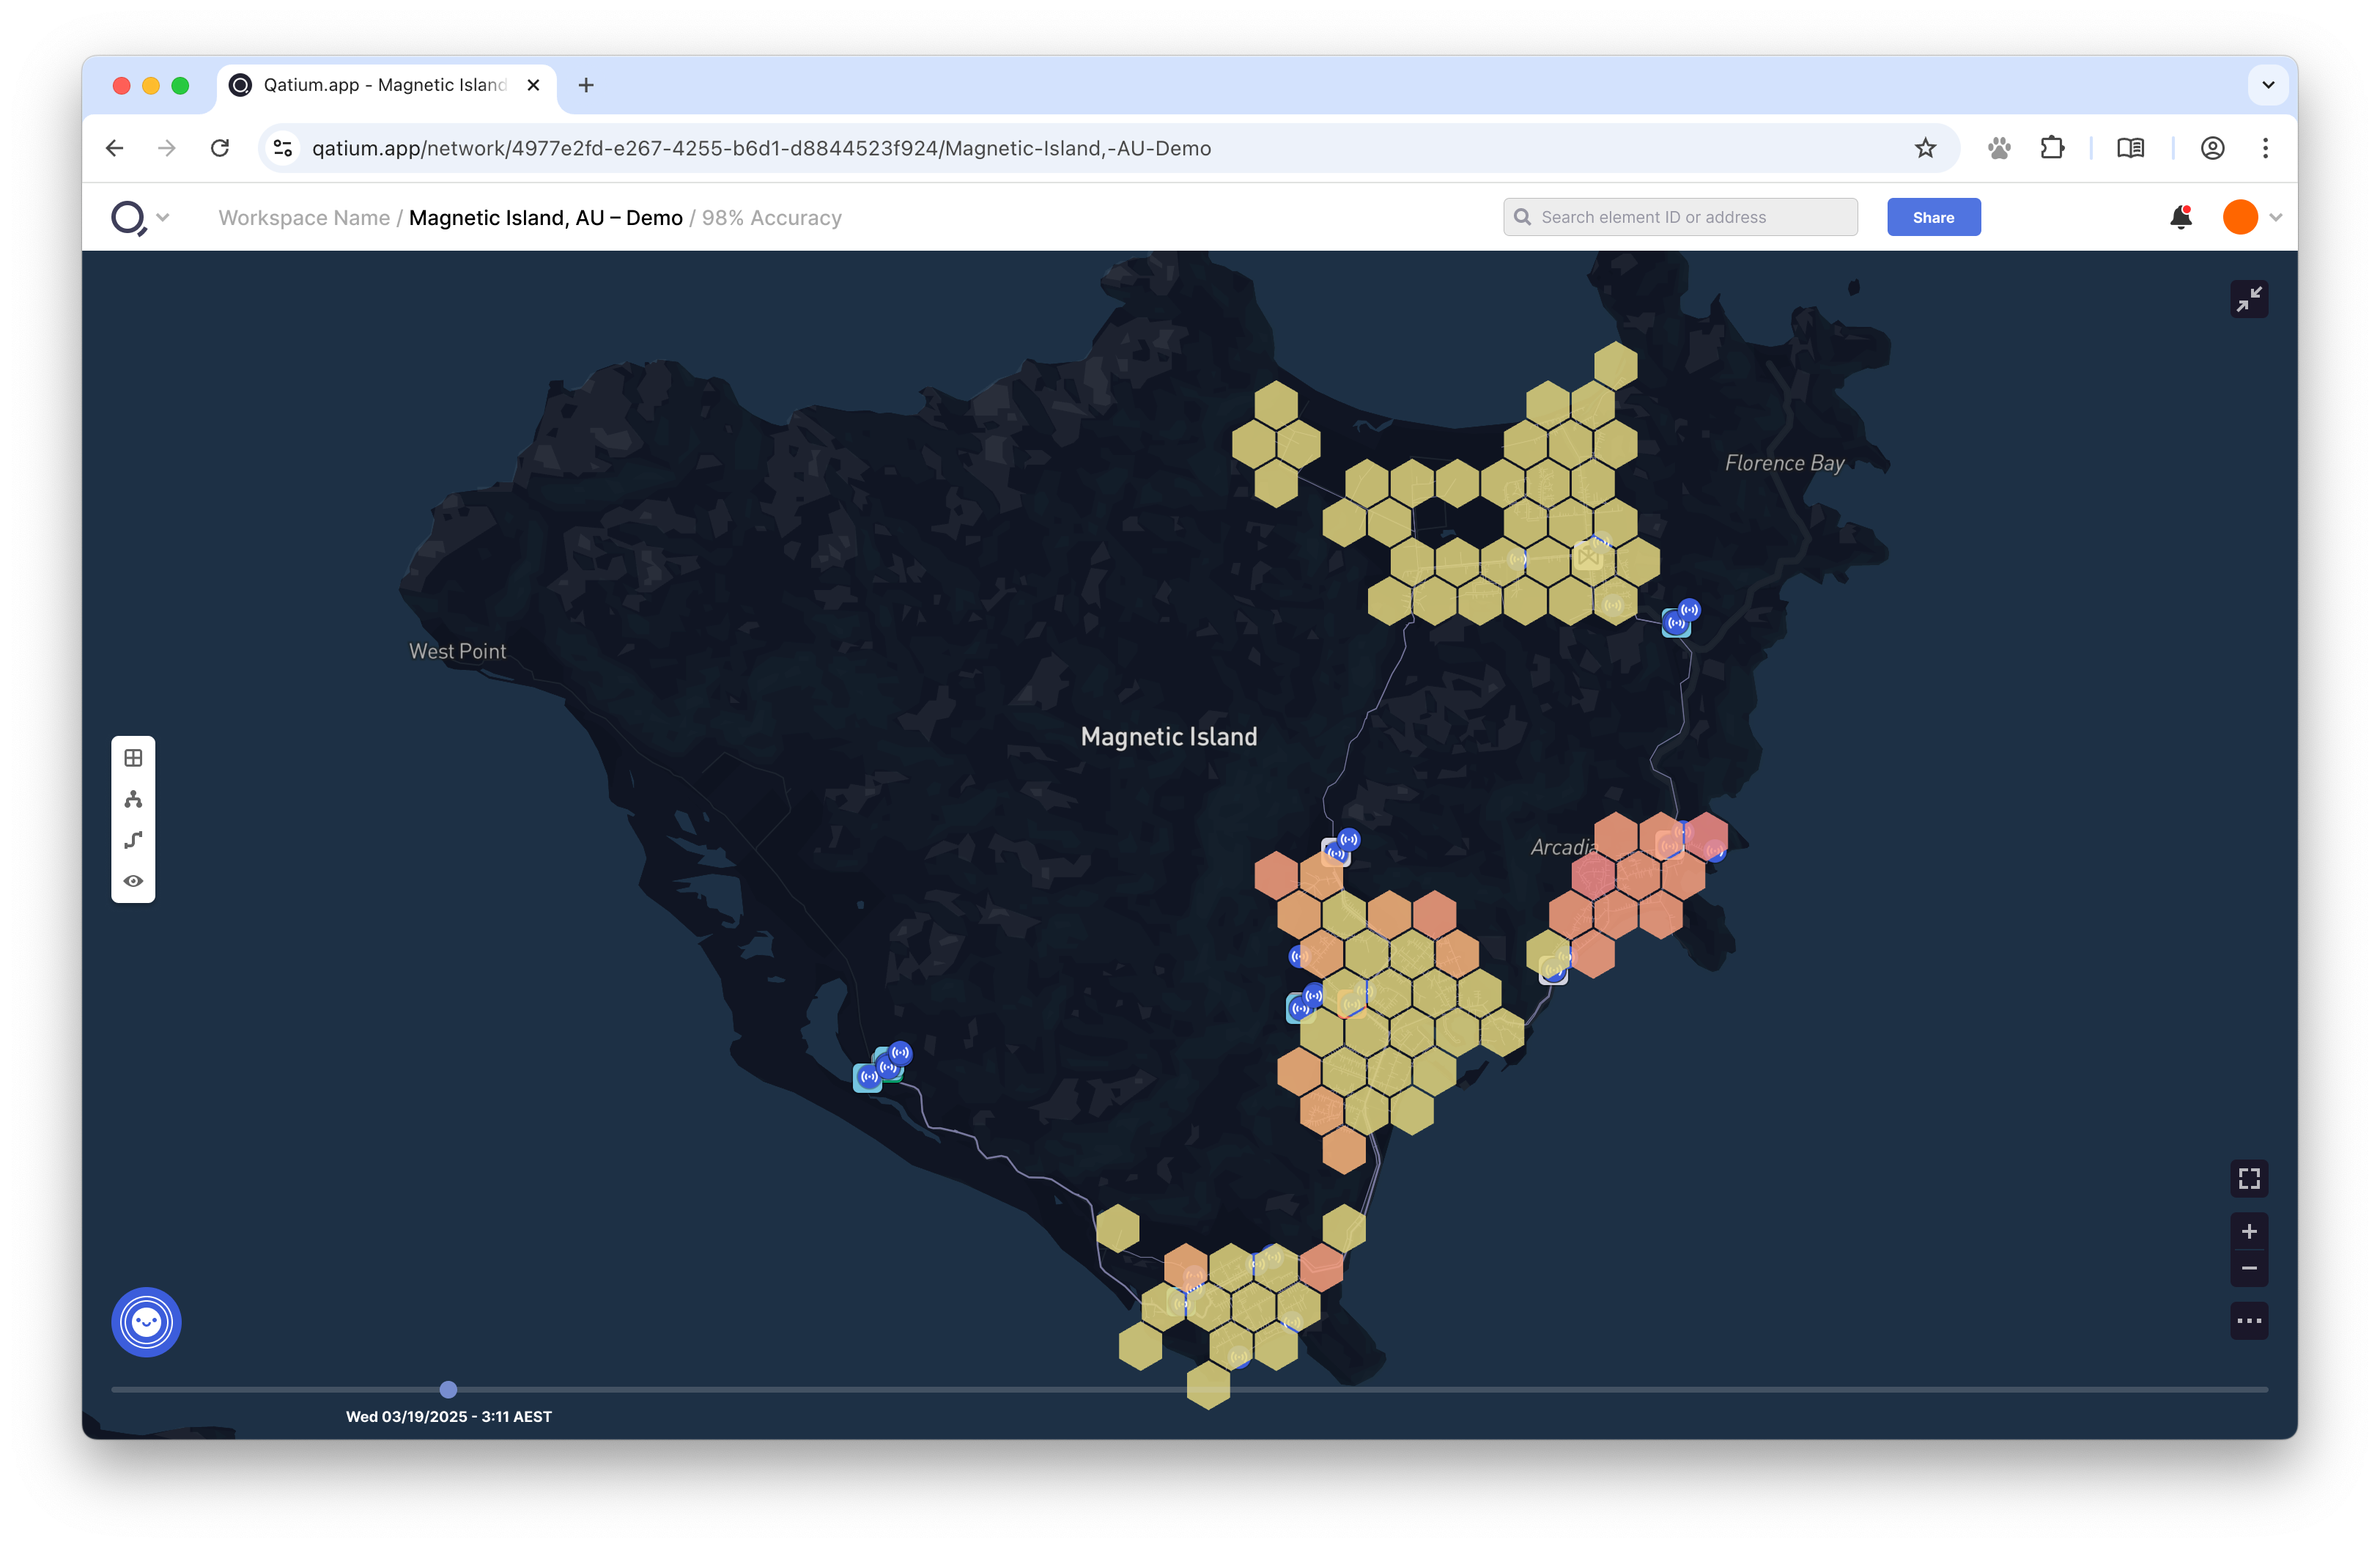 Qatium.app - Magnetic Island
qatium.app/network/4977e2fd-e267-4255-b6d1-d8844523f924/Magnetic-Island,-AU-Demo
Workspace Name / Magnetic Island, AU – Demo / 98% Accuracy
Search element ID or address
Share
Florence Bay
West Point
Magnetic Island
Arcadia
Wed 03/19/2025 - 3:11 AEST